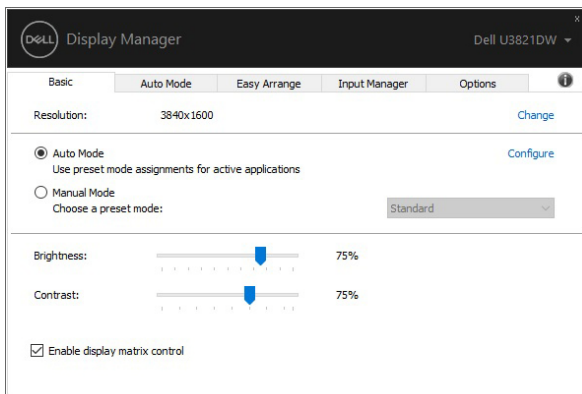 DELL Display Manager
Dell U3821DW
Basic Auto Mode Easy Arrange Input Manager Options
Resolution: 3840x1600 Change
Auto Mode Configure
Use preset mode assignments for active applications
Manual Mode
Choose a preset mode: Standard
Brightness: 75%
Contrast: 75%
Enable display matrix control